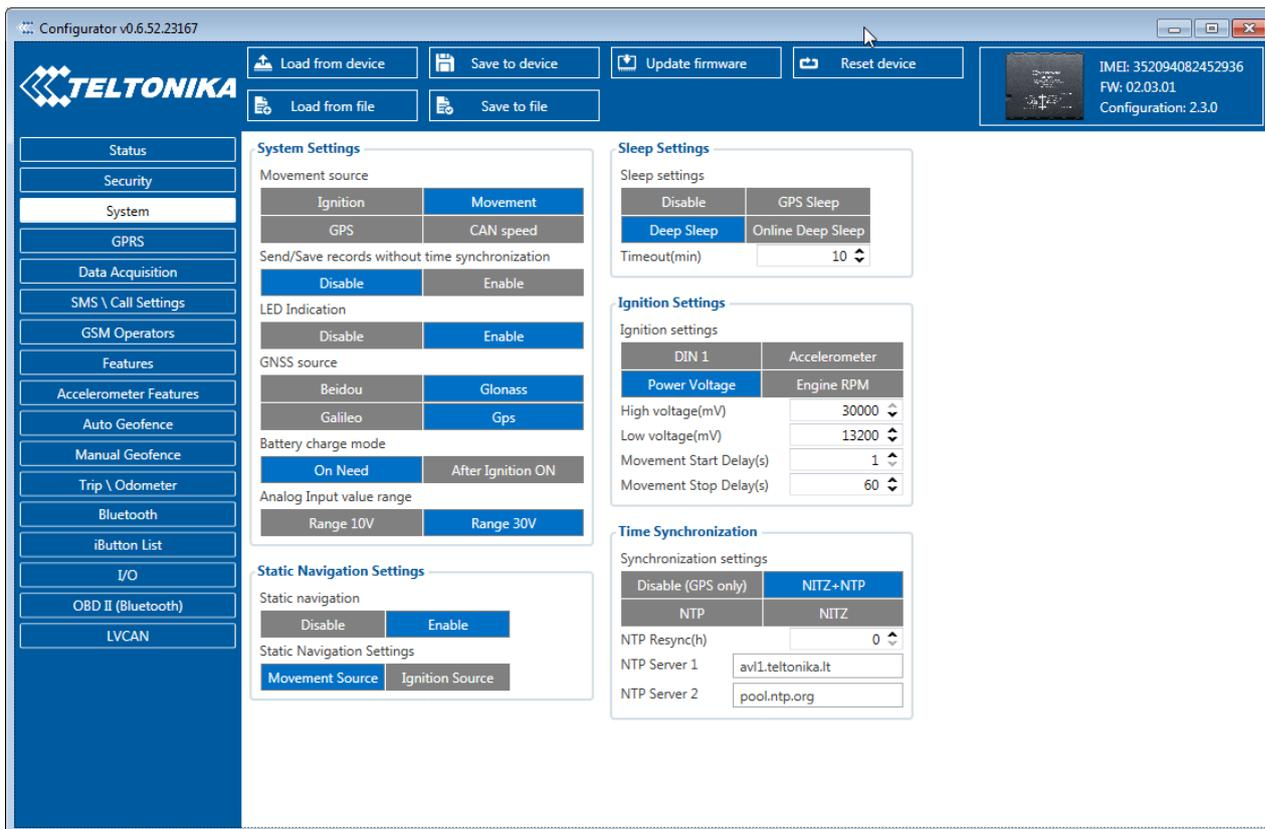 Configurator v0.6.52.23167
TELTONIKA
Load from device
Save to device
Update firmware
Reset device
Load from file
Save to file
IMEI: 352094082452936
FW: 02.03.01
Configuration: 2.3.0
Status
Security
System
GPRS
Data Acquisition
SMS \ Call Settings
GSM Operators
Features
Accelerometer Features
Auto Geofence
Manual Geofence
Trip \ Odometer
Bluetooth
iButton List
I/O
OBD II (Bluetooth)
LVCAN
System Settings
Movement source
Ignition Movement
GPS CAN speed
Send/Save records without time synchronization
Disable Enable
LED Indication
Disable Enable
GNSS source
Beidou Glonass
Galileo Gps
Battery charge mode
On Need After Ignition ON
Analog Input value range
Range 10V Range 30V
Static Navigation Settings
Static navigation
Disable Enable
Static Navigation Settings
Movement Source Ignition Source
Sleep Settings
Sleep settings
Disable GPS Sleep
Deep Sleep Online Deep Sleep
Timeout(min) 10
Ignition Settings
Ignition settings
DIN 1 Accelerometer
Power Voltage Engine RPM
High voltage(mV) 30000
Low voltage(mV) 13200
Movement Start Delay(s) 1
Movement Stop Delay(s) 60
Time Synchronization
Synchronization settings
Disable (GPS only) NITZ+NTP
NTP NITZ
NTP Resync(h) 0
NTP Server 1 avl1.teltonika.lt
NTP Server 2 pool.ntp.org